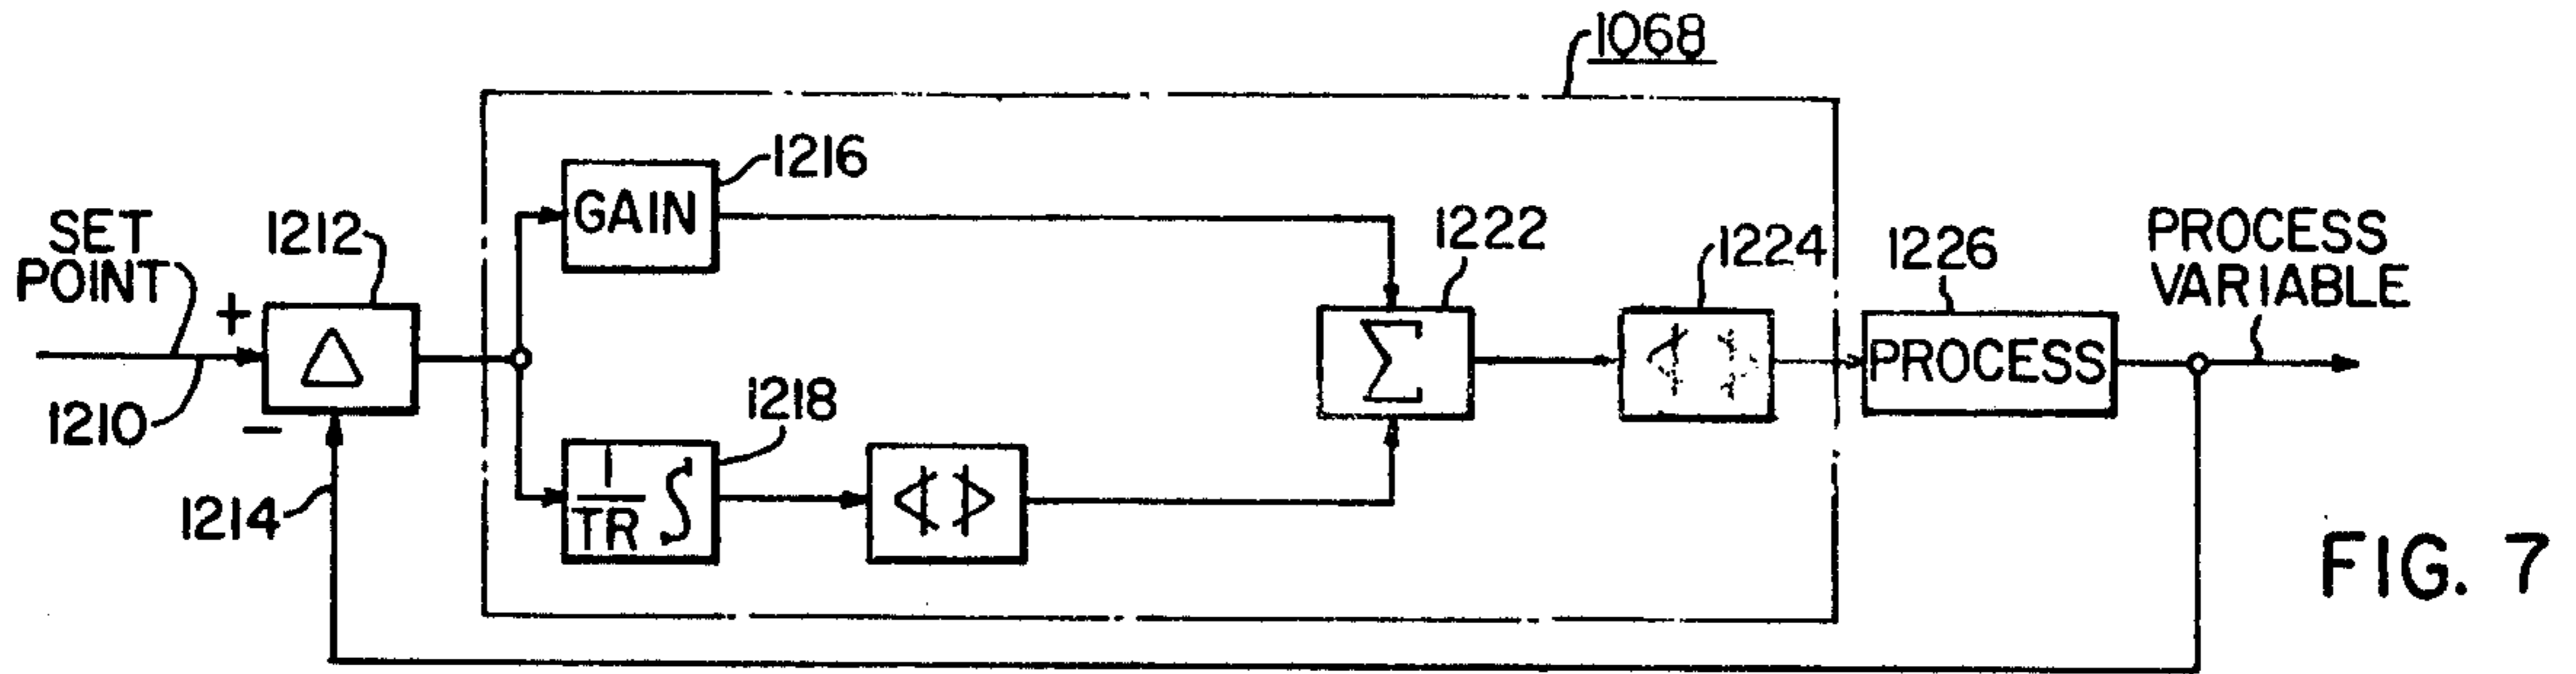 1068
1216
GAIN
SET
POINT
1212
+
Δ
1210
−
1214
1218
1
TR ∫
1222
Σ
1224
1226
PROCESS
PROCESS
VARIABLE
FIG. 7